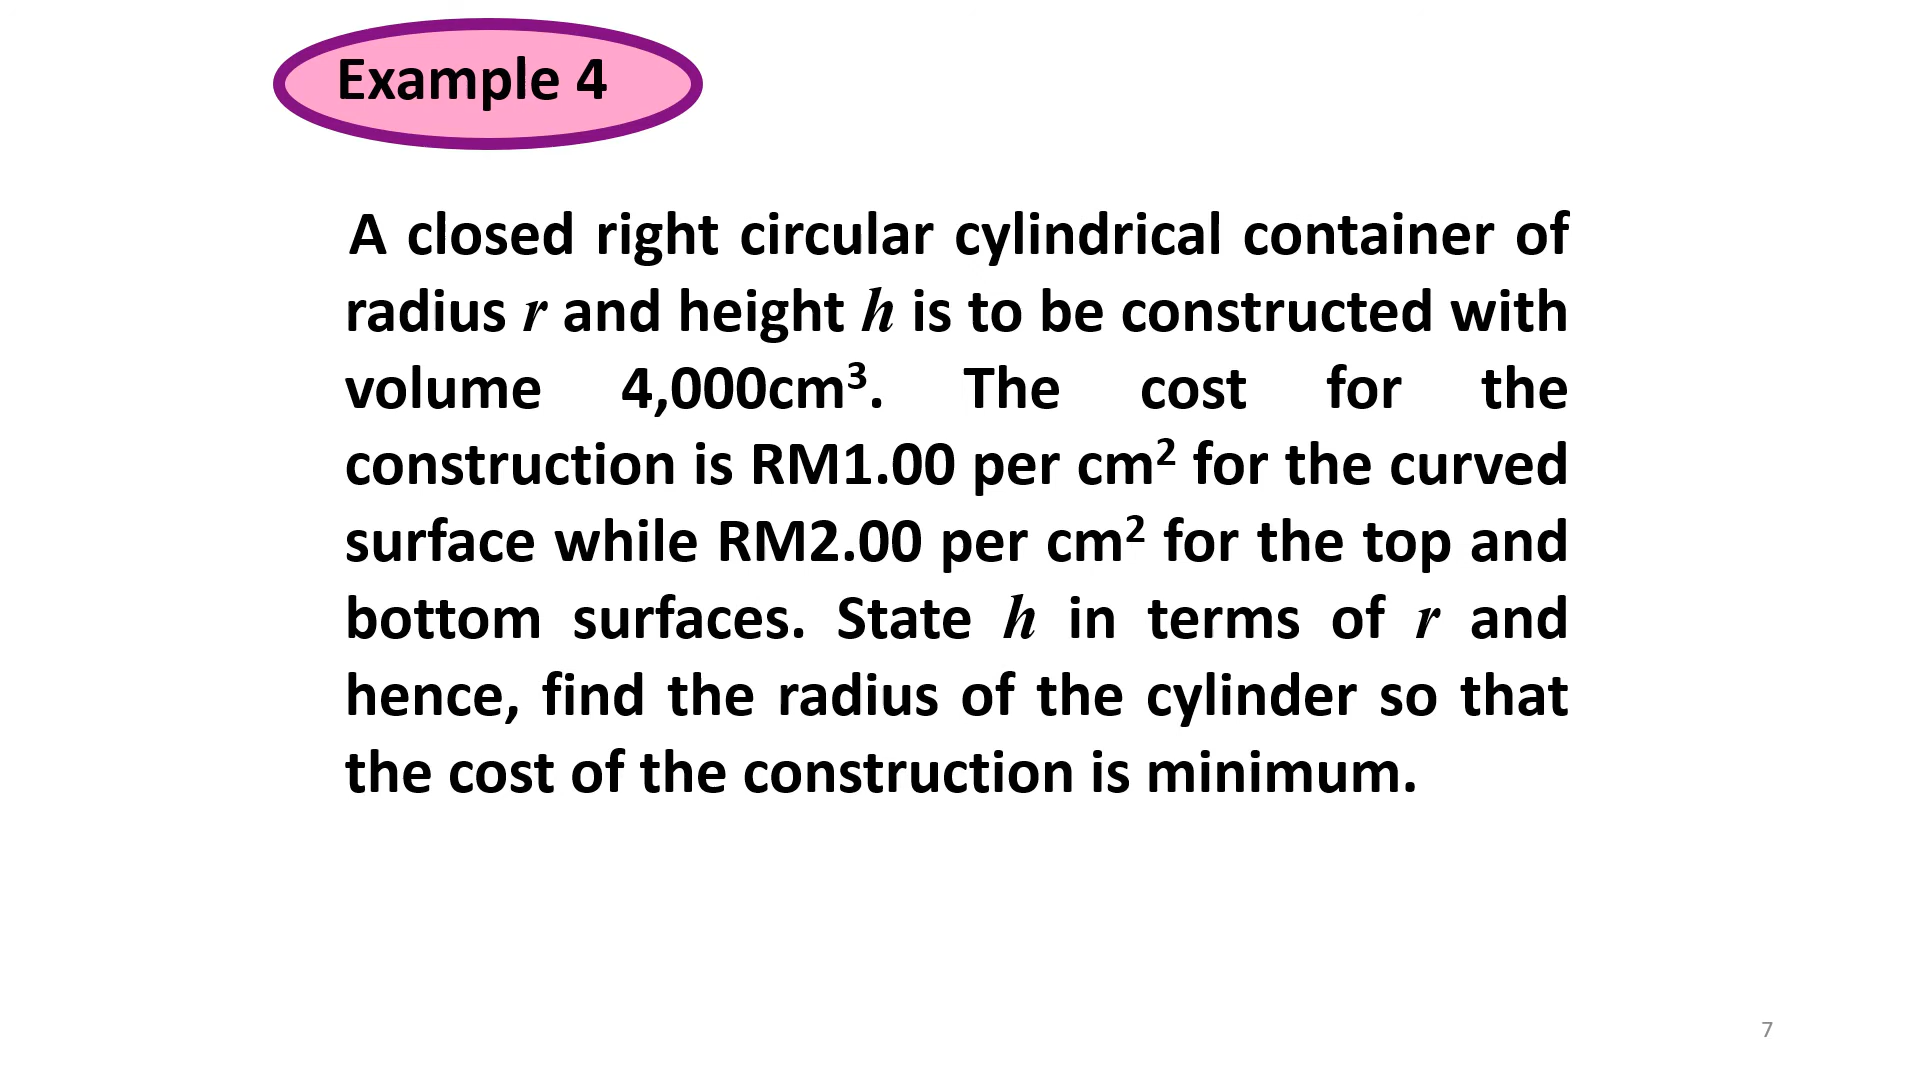 Example 4
A closed right circular cylindrical container of
radius r and height h is to be constructed with
volume 4,000cm³. The cost for the
construction is RM1.00 per cm² for the curved
surface while RM2.00 per cm² for the top and
bottom surfaces. State h in terms of r and
hence, find the radius of the cylinder so that
the cost of the construction is minimum.
7